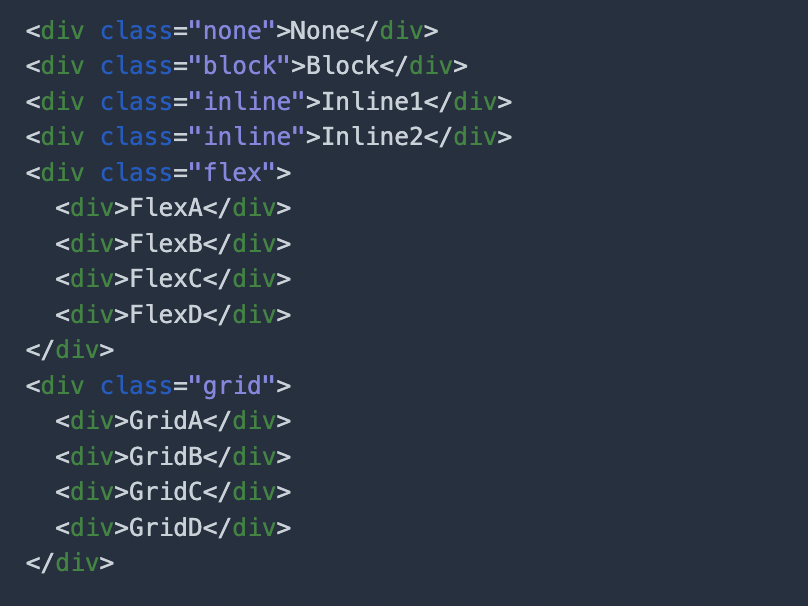 <div class="none">None</div>
<div class="block">Block</div>
<div class="inline">Inline1</div>
<div class="inline">Inline2</div>
<div class="flex">
  <div>FlexA</div>
  <div>FlexB</div>
  <div>FlexC</div>
  <div>FlexD</div>
</div>
<div class="grid">
  <div>GridA</div>
  <div>GridB</div>
  <div>GridC</div>
  <div>GridD</div>
</div>